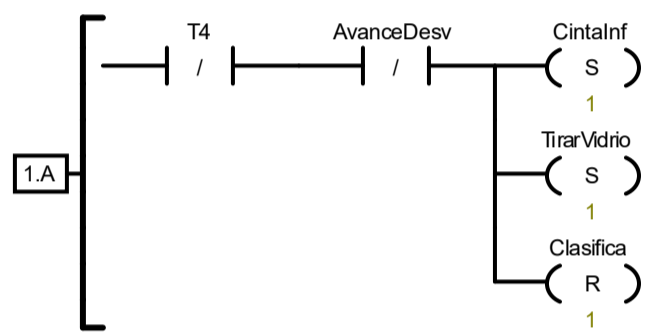 T4
AvanceDesv
CintaInf
/
/
S
1
TirarVidrio
1.A
S
1
Clasifica
R
1